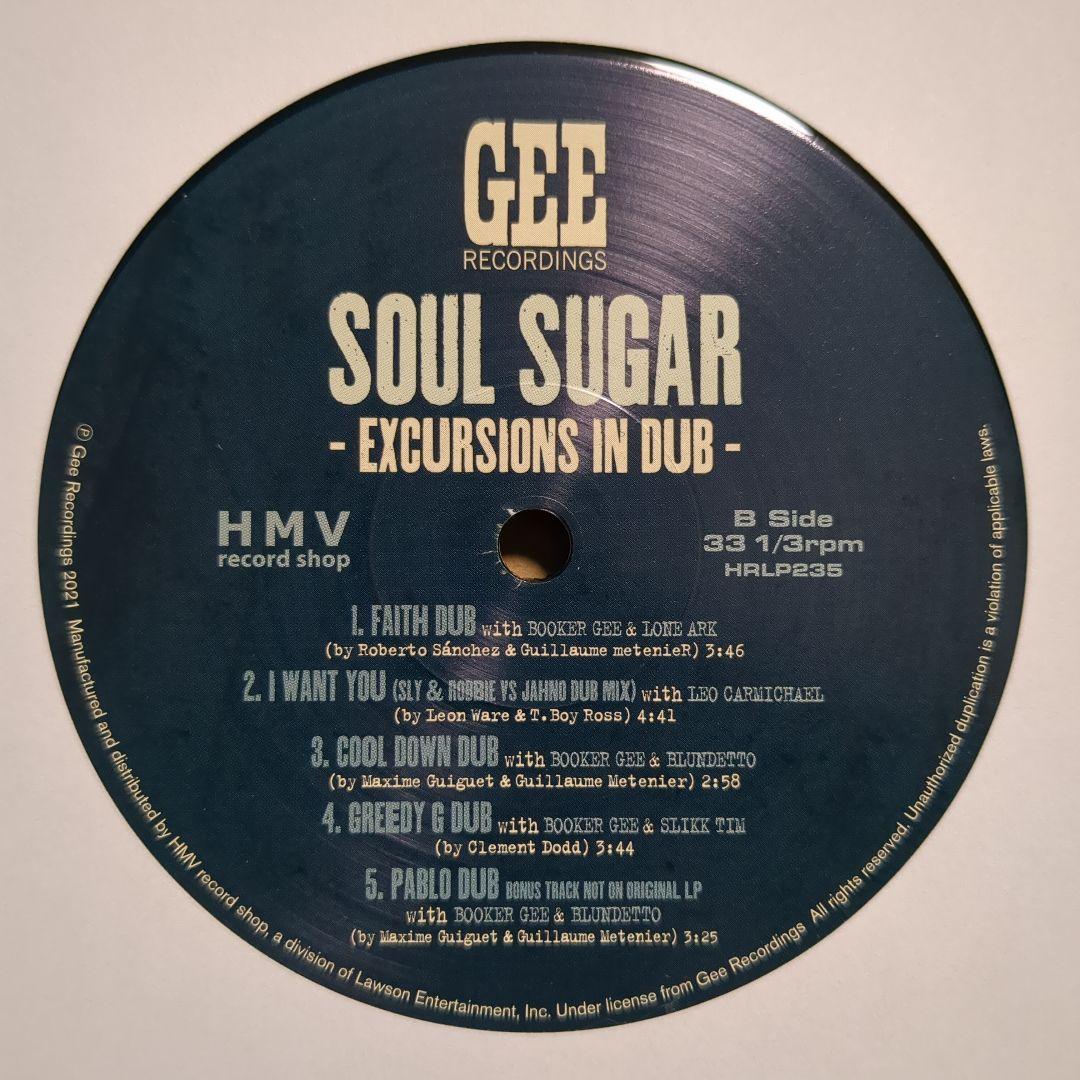 GEE
RECORDINGS
SOUL SUGAR
- EXCURSIONS IN DUB -
HMV
record shop
B Side
33 1/3rpm
HRLP235
1. FAITH DUB with BOOKER GEE & LONE ARK
(by Roberto Sánchez & Guillaume metenieR) 3:46
2. I WANT YOU (SLY & ROBBIE VS JAHNO DUB MIX) with LEO CARMICHAEL
(by Leon Ware & T.Boy Ross) 4:41
3. COOL DOWN DUB with BOOKER GEE & BLUNDETTO
(by Maxime Guiguet & Guillaume Metenier) 2:58
4. GREEDY G DUB with BOOKER GEE & SLIKK TIM
(by Clement Dodd) 3:44
5. PABLO DUB BONUS TRACK NOT ON ORIGINAL LP
with BOOKER GEE & BLUNDETTO
(by Maxime Guiguet & Guillaume Metenier) 3:25
℗ Gee Recordings 2021 Manufactured and distributed by HMV record shop, a division of Lawson Entertainment, Inc. Under license from Gee Recordings All rights reserved. Unauthorized duplication is a violation of applicable laws.